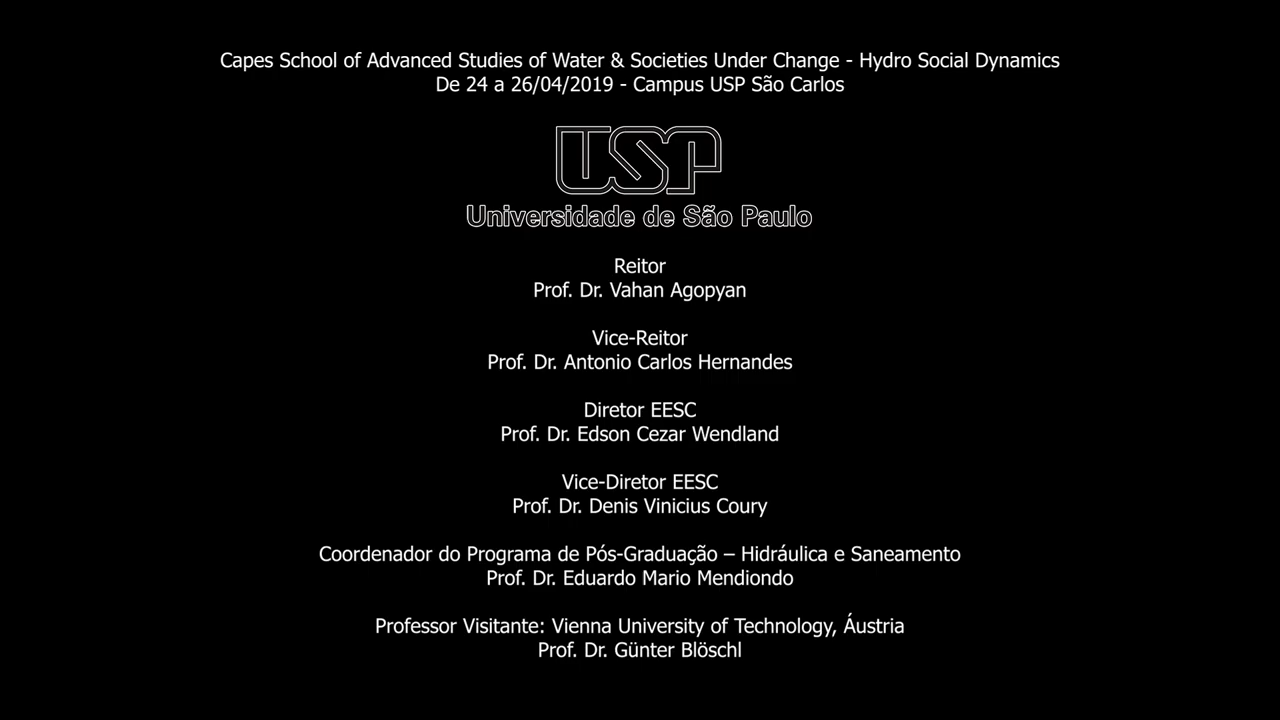 Capes School of Advanced Studies of Water & Societies Under Change - Hydro Social Dynamics
De 24 a 26/04/2019 - Campus USP São Carlos
USP
Universidade de São Paulo
Reitor
Prof. Dr. Vahan Agopyan
Vice-Reitor
Prof. Dr. Antonio Carlos Hernandes
Diretor EESC
Prof. Dr. Edson Cezar Wendland
Vice-Diretor EESC
Prof. Dr. Denis Vinicius Coury
Coordenador do Programa de Pós-Graduação – Hidráulica e Saneamento
Prof. Dr. Eduardo Mario Mendiondo
Professor Visitante: Vienna University of Technology, Áustria
Prof. Dr. Günter Blöschl